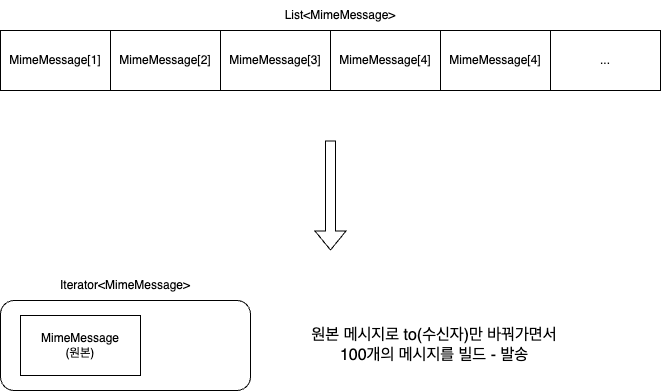 List<MimeMessage>
MimeMessage[1] MimeMessage[2] MimeMessage[3] MimeMessage[4] MimeMessage[4] ...
Iterator<MimeMessage>
MimeMessage
(원본)
원본 메시지로 to(수신자)만 바꿔가면서
100개의 메시지를 빌드 - 발송